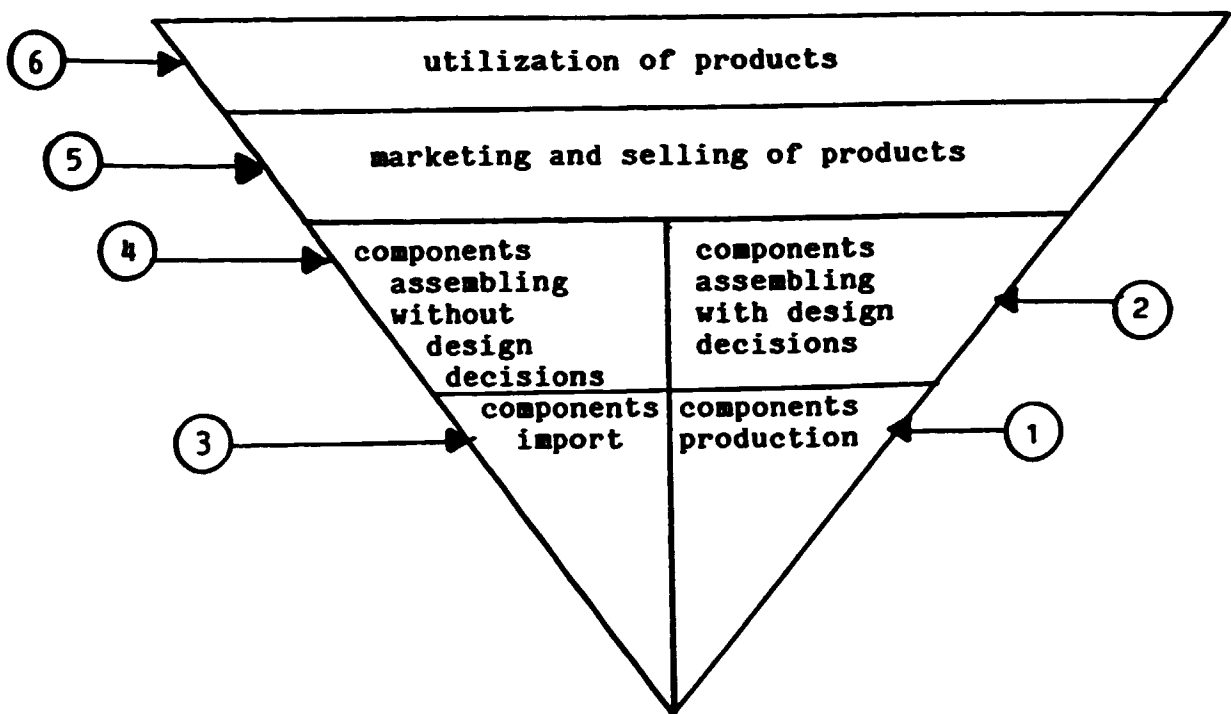 6
utilization of products
5
marketing and selling of products
4
components
assembling
without
design
decisions
components
assembling
with design
decisions
2
3
components
import
components
production
1